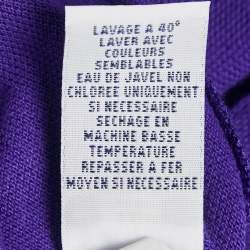 LAVAGE A 40°
LAVER AVEC
COULEURS
SEMBLABLES
EAU DE JAVEL NON
CHLOREE UNIQUEMENT
SI NECESSAIRE
SECHAGE EN
MACHINE BASSE
TEMPÉRATURE
REPASSER A FER
MOYEN SI NECESSAIRE